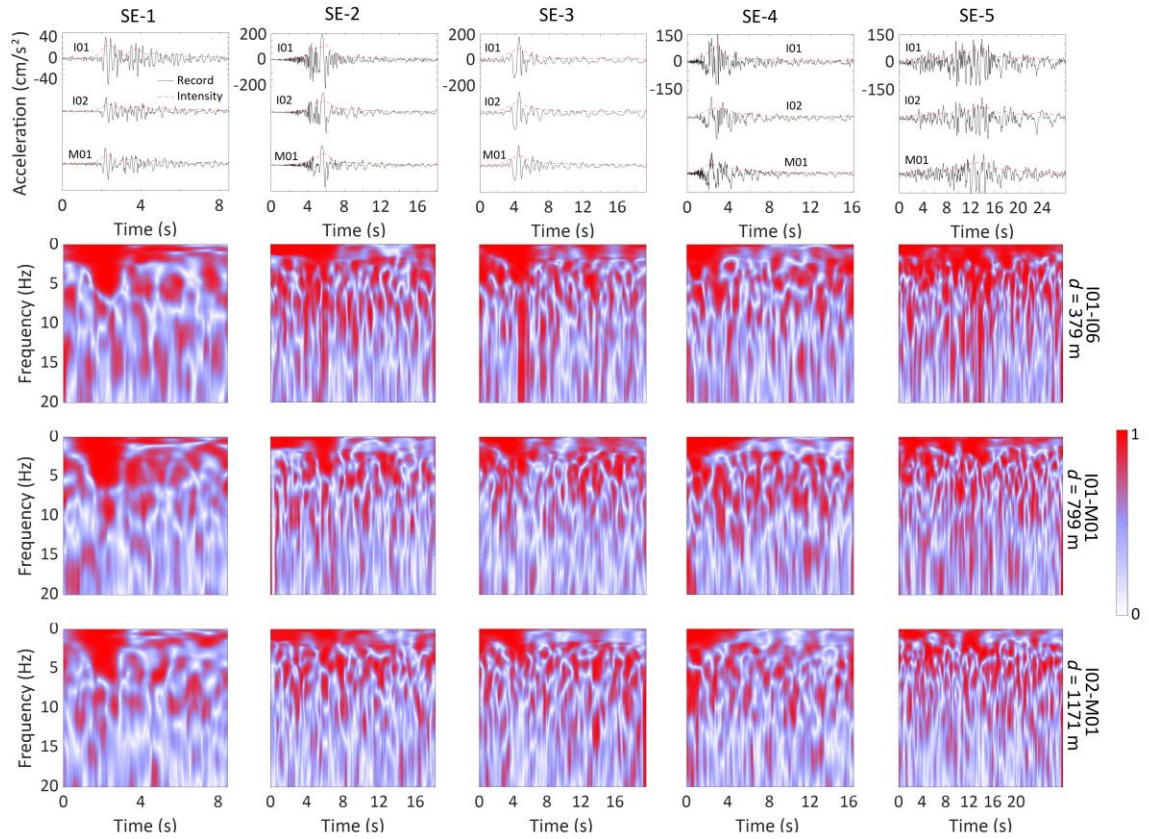 SE-1 SE-2 SE-3 SE-4 SE-5
Acceleration (cm/s²)
40 0 -40
200 0 -200
200 0 -200
150 0 -150
150 0 -150
I01 I01 I01 I01 I01
Record
Intensity
I02 I02 I02 I02 I02
M01 M01 M01 M01 M01
0 4 8
0 4 8 12 16
0 4 8 12 16
0 4 8 12 16
0 4 8 12 16 20 24
Time (s) Time (s) Time (s) Time (s) Time (s)
Frequency (Hz)
0 5 10 15 20
I01-I06
d = 379 m
Frequency (Hz)
0 5 10 15 20
I01-M01
d = 799 m
1
0
Frequency (Hz)
0 5 10 15 20
I02-M01
d = 1171 m
0 4 8
0 4 8 12 16
0 4 8 12 16
0 4 8 12 16
0 4 8 12 16 20
Time (s) Time (s) Time (s) Time (s) Time (s)